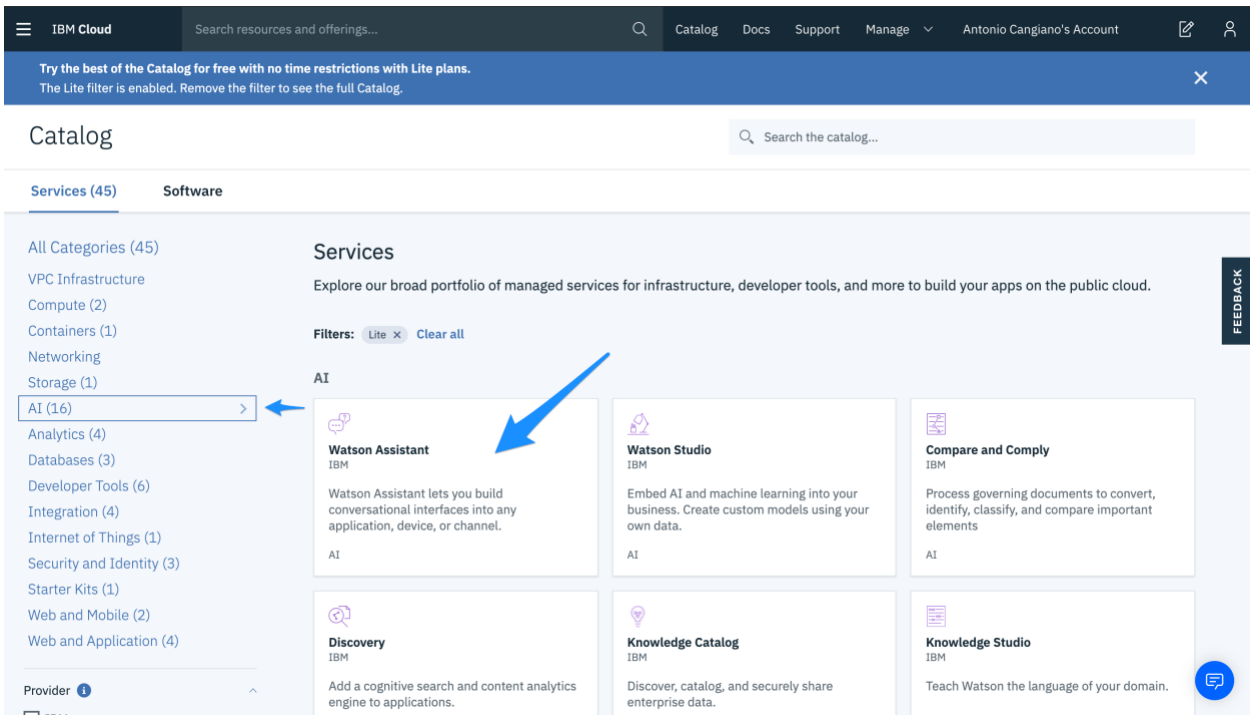 IBM Cloud
Search resources and offerings...
Catalog
Docs
Support
Manage
Antonio Cangiano's Account
Try the best of the Catalog for free with no time restrictions with Lite plans.
The Lite filter is enabled. Remove the filter to see the full Catalog.
Catalog
Search the catalog...
Services (45)
Software
All Categories (45)
VPC Infrastructure
Compute (2)
Containers (1)
Networking
Storage (1)
AI (16)
Analytics (4)
Databases (3)
Developer Tools (6)
Integration (4)
Internet of Things (1)
Security and Identity (3)
Starter Kits (1)
Web and Mobile (2)
Web and Application (4)
Provider
Services
Explore our broad portfolio of managed services for infrastructure, developer tools, and more to build your apps on the public cloud.
Filters: Lite × Clear all
AI
Watson Assistant
IBM
Watson Assistant lets you build
conversational interfaces into any
application, device, or channel.
AI
Watson Studio
IBM
Embed AI and machine learning into your
business. Create custom models using your
own data.
AI
Compare and Comply
IBM
Process governing documents to convert,
identify, classify, and compare important
elements
AI
Discovery
IBM
Add a cognitive search and content analytics
engine to applications.
Knowledge Catalog
IBM
Discover, catalog, and securely share
enterprise data.
Knowledge Studio
IBM
Teach Watson the language of your domain.
FEEDBACK